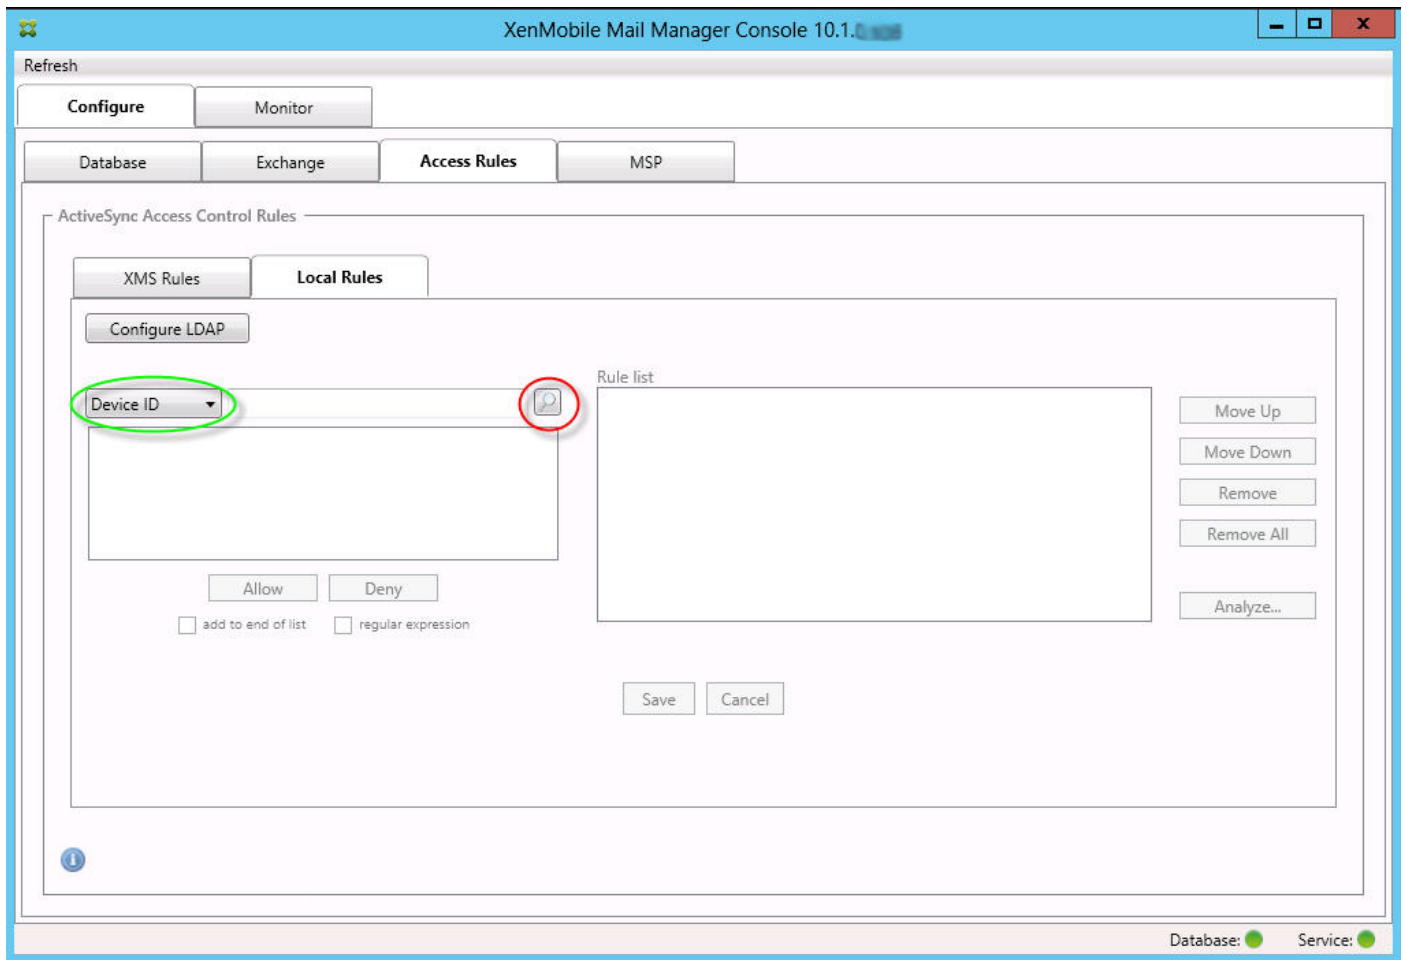 XenMobile Mail Manager Console 10.1.
Refresh
Configure Monitor
Database Exchange Access Rules MSP
ActiveSync Access Control Rules
XMS Rules Local Rules
Configure LDAP
Rule list
Device ID
Move Up
Move Down
Remove
Remove All
Allow Deny
Analyze...
add to end of list regular expression
Save Cancel
Database: Service: